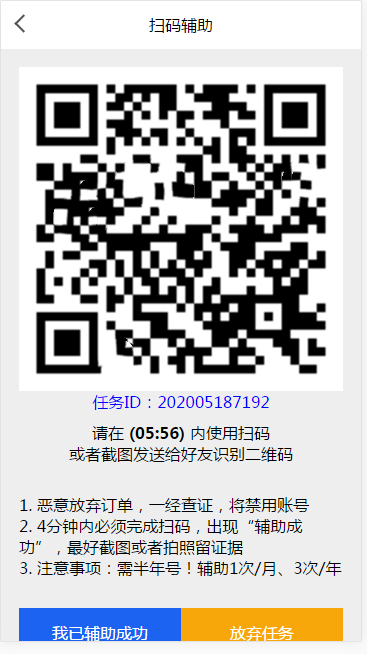 扫码辅助
任务ID：202005187192
请在 (05:56) 内使用扫码
或者截图发送给好友识别二维码
1. 恶意放弃订单，一经查证，将禁用账号
2. 4分钟内必须完成扫码，出现“辅助成
功”，最好截图或者拍照留证据
3. 注意事项：需半年号！辅助1次/月、3次/年
我已辅助成功
放弃任务